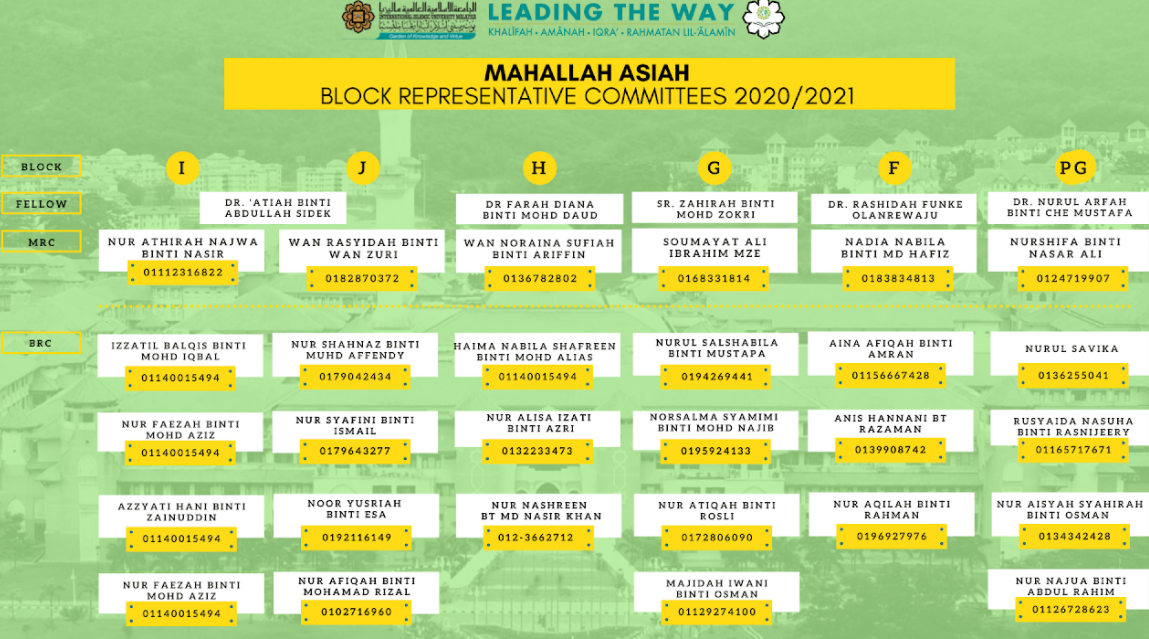 الجامعة الإسلامية العالمية ماليزيا
INTERNATIONAL ISLAMIC UNIVERSITY MALAYSIA
Garden of Knowledge and Virtue
LEADING THE WAY
KHALĪFAH • AMĀNAH • IQRA' • RAHMATAN LIL-ĀLAMĪN
MAHALLAH ASIAH
BLOCK REPRESENTATIVE COMMITTEES 2020/2021
BLOCK
I
J
H
G
F
PG
FELLOW
DR. 'ATIAH BINTI
ABDULLAH SIDEK
DR FARAH DIANA
BINTI MOHD DAUD
SR. ZAHIRAH BINTI
MOHD ZOKRI
DR. RASHIDAH FUNKE
OLANREWAJU
DR. NURUL ARFAH
BINTI CHE MUSTAFA
MRC
NUR ATHIRAH NAJWA
BINTI NASIR
01112316822
WAN RASYIDAH BINTI
WAN ZURI
0182870372
WAN NORAINA SUFIAH
BINTI ARIFFIN
0136782802
SOUMAYAT ALI
IBRAHIM MZE
0168331814
NADIA NABILA
BINTI MD HAFIZ
0183834813
NURSHIFA BINTI
NASAR ALI
0124719907
BRC
IZZATIL BALQIS BINTI
MOHD IQBAL
01140015494
NUR SHAHNAZ BINTI
MUHD AFFENDY
0179042434
HAIMA NABILA SHAFREEN
BINTI MOHD ALIAS
01140015494
NURUL SALSHABILA
BINTI MUSTAPA
0194269441
AINA AFIQAH BINTI
AMRAN
01156667428
NURUL SAVIKA
0136255041
NUR FAEZAH BINTI
MOHD AZIZ
01140015494
NUR SYAFINI BINTI
ISMAIL
0179643277
NUR ALISA IZATI
BINTI AZRI
0132233473
NORSALMA SYAMIMI
BINTI MOHD NAJIB
0195924133
ANIS HANNANI BT
RAZAMAN
0139908742
RUSYAIDA NASUHA
BINTI RASNIJEERY
01165717671
AZZYATI HANI BINTI
ZAINUDDIN
01140015494
NOOR YUSRIAH
BINTI ESA
0192116149
NUR NASHREEN
BT MD NASIR KHAN
012-3662712
NUR ATIQAH BINTI
ROSLI
0172806090
NUR AQILAH BINTI
RAHMAN
0196927976
NUR AISYAH SYAHIRAH
BINTI OSMAN
0134342428
NUR FAEZAH BINTI
MOHD AZIZ
01140015494
NUR AFIQAH BINTI
MOHAMAD RIZAL
0102716960
MAJIDAH IWANI
BINTI OSMAN
01129274100
NUR NAJUA BINTI
ABDUL RAHIM
01126728623